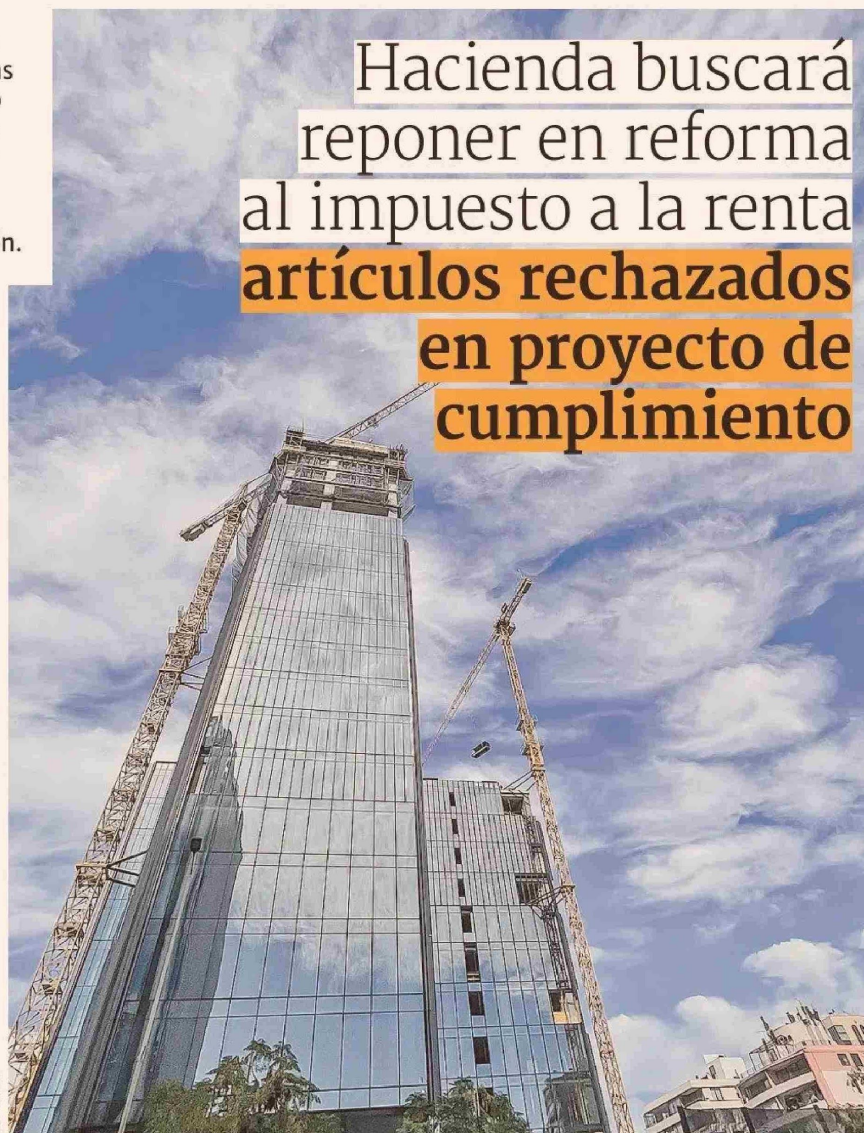 Hacienda buscará
reponer en reforma
al impuesto a la renta
artículos rechazados
en proyecto de
cumplimiento